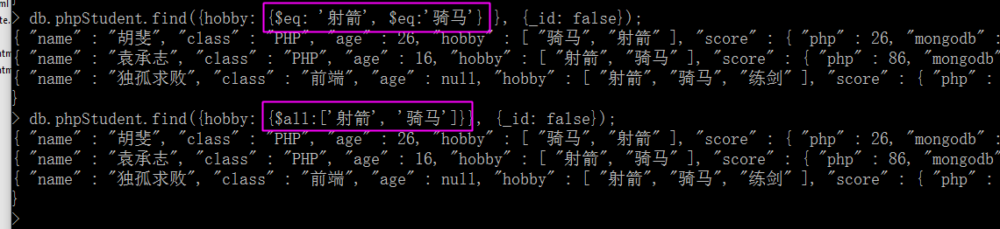 > db.phpStudent.find({hobby: {$eq: '射箭', $eq:'骑马'} }, {_id: false});
{ "name" : "胡斐", "class" : "PHP", "age" : 26, "hobby" : [ "骑马", "射箭" ], "score" : { "php" : 26, "mongodb"
{ "name" : "袁承志", "class" : "PHP", "age" : 16, "hobby" : [ "射箭", "骑马" ], "score" : { "php" : 86, "mongodb"
{ "name" : "独孤求败", "class" : "前端", "age" : null, "hobby" : [ "射箭", "骑马", "练剑" ], "score" : { "php" :
}
> db.phpStudent.find({hobby: {$all:['射箭', '骑马']}}, {_id: false});
{ "name" : "胡斐", "class" : "PHP", "age" : 26, "hobby" : [ "骑马", "射箭" ], "score" : { "php" : 26, "mongodb"
{ "name" : "袁承志", "class" : "PHP", "age" : 16, "hobby" : [ "射箭", "骑马" ], "score" : { "php" : 86, "mongodb"
{ "name" : "独孤求败", "class" : "前端", "age" : null, "hobby" : [ "射箭", "骑马", "练剑" ], "score" : { "php" :
}
>